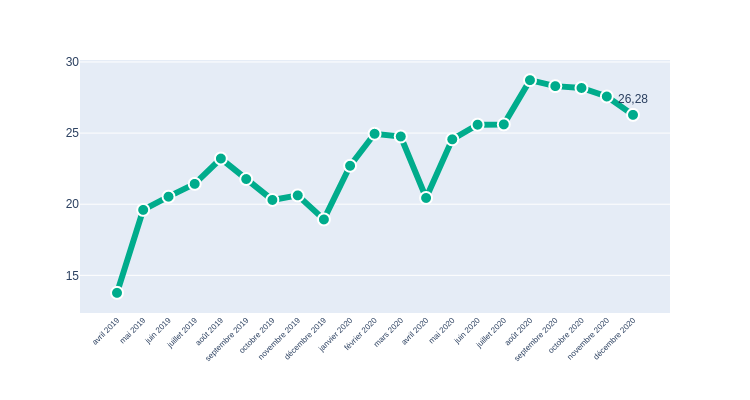 30
25
20
15
26,28
avril 2019
mai 2019
juin 2019
juillet 2019
août 2019
septembre 2019
octobre 2019
novembre 2019
décembre 2019
janvier 2020
février 2020
mars 2020
avril 2020
mai 2020
juin 2020
juillet 2020
août 2020
septembre 2020
octobre 2020
novembre 2020
décembre 2020